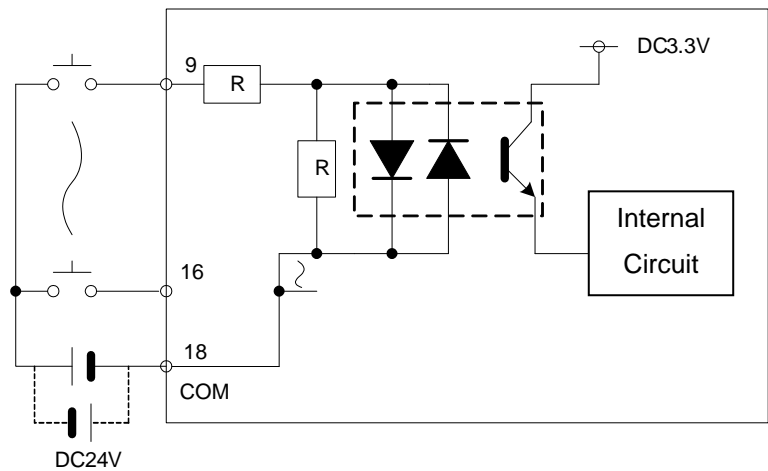 DC3.3V
9
R
R
Internal
Circuit
16
18
COM
DC24V